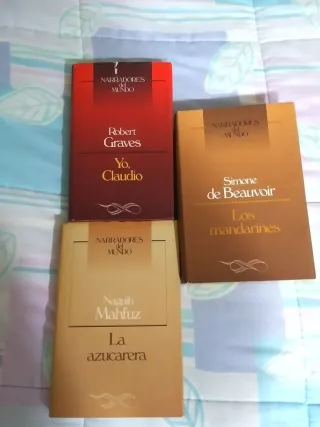 NARRADORES
del
MUNDO
Robert
Graves
Yo,
Claudio
NARRADORES
del
MUNDO
Simone
de Beauvoir
Los
mandarines
NARRADORES
del
MUNDO
Naguib
Mahfuz
La
azucarera